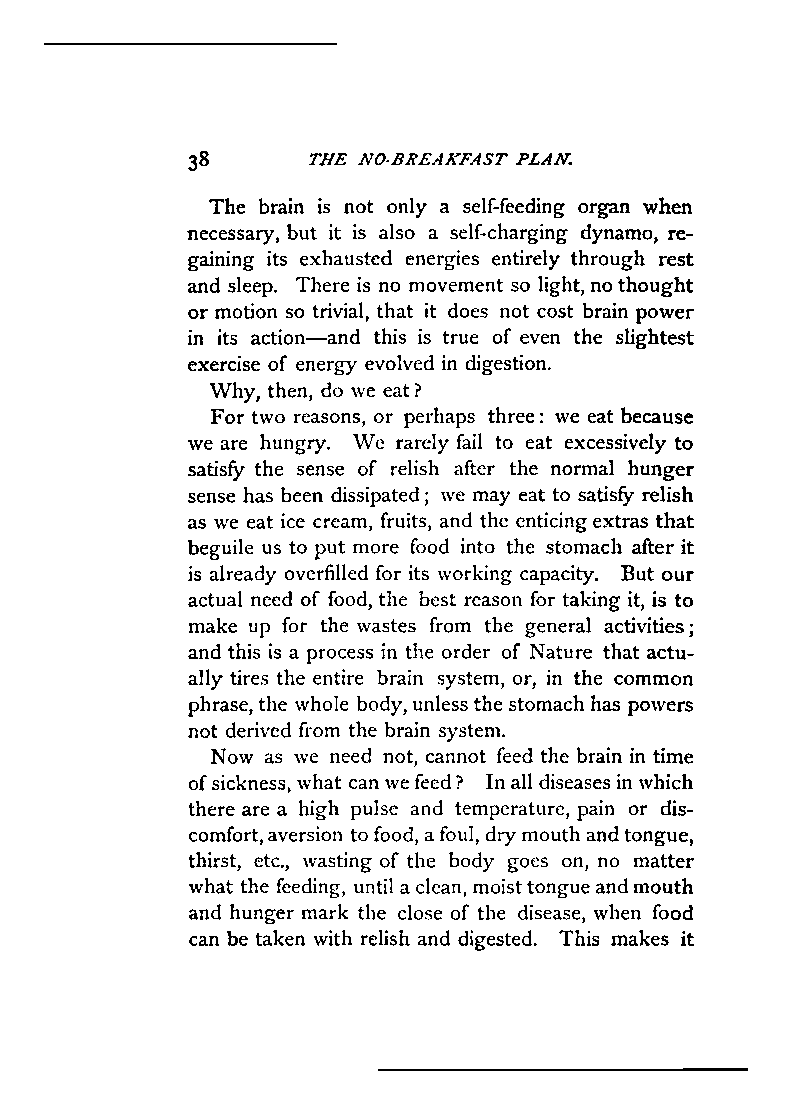 38 THE NO-BREAKFAST PLAN.
The brain is not only a self-feeding organ when
necessary, but it is also a self-charging dynamo, re-
gaining its exhausted energies entirely through rest
and sleep. There is no movement so light, no thought
or motion so trivial, that it does not cost brain power
in its action—and this is true of even the slightest
exercise of energy evolved in digestion.
Why, then, do we eat?
For two reasons, or perhaps three: we eat because
we are hungry. We rarely fail to eat excessively to
satisfy the sense of relish after the normal hunger
sense has been dissipated; we may eat to satisfy relish
as we eat ice cream, fruits, and the enticing extras that
beguile us to put more food into the stomach after it
is already overfilled for its working capacity. But our
actual need of food, the best reason for taking it, is to
make up for the wastes from the general activities;
and this is a process in the order of Nature that actu-
ally tires the entire brain system, or, in the common
phrase, the whole body, unless the stomach has powers
not derived from the brain system.
Now as we need not, cannot feed the brain in time
of sickness, what can we feed? In all diseases in which
there are a high pulse and temperature, pain or dis-
comfort, aversion to food, a foul, dry mouth and tongue,
thirst, etc., wasting of the body goes on, no matter
what the feeding, until a clean, moist tongue and mouth
and hunger mark the close of the disease, when food
can be taken with relish and digested. This makes it